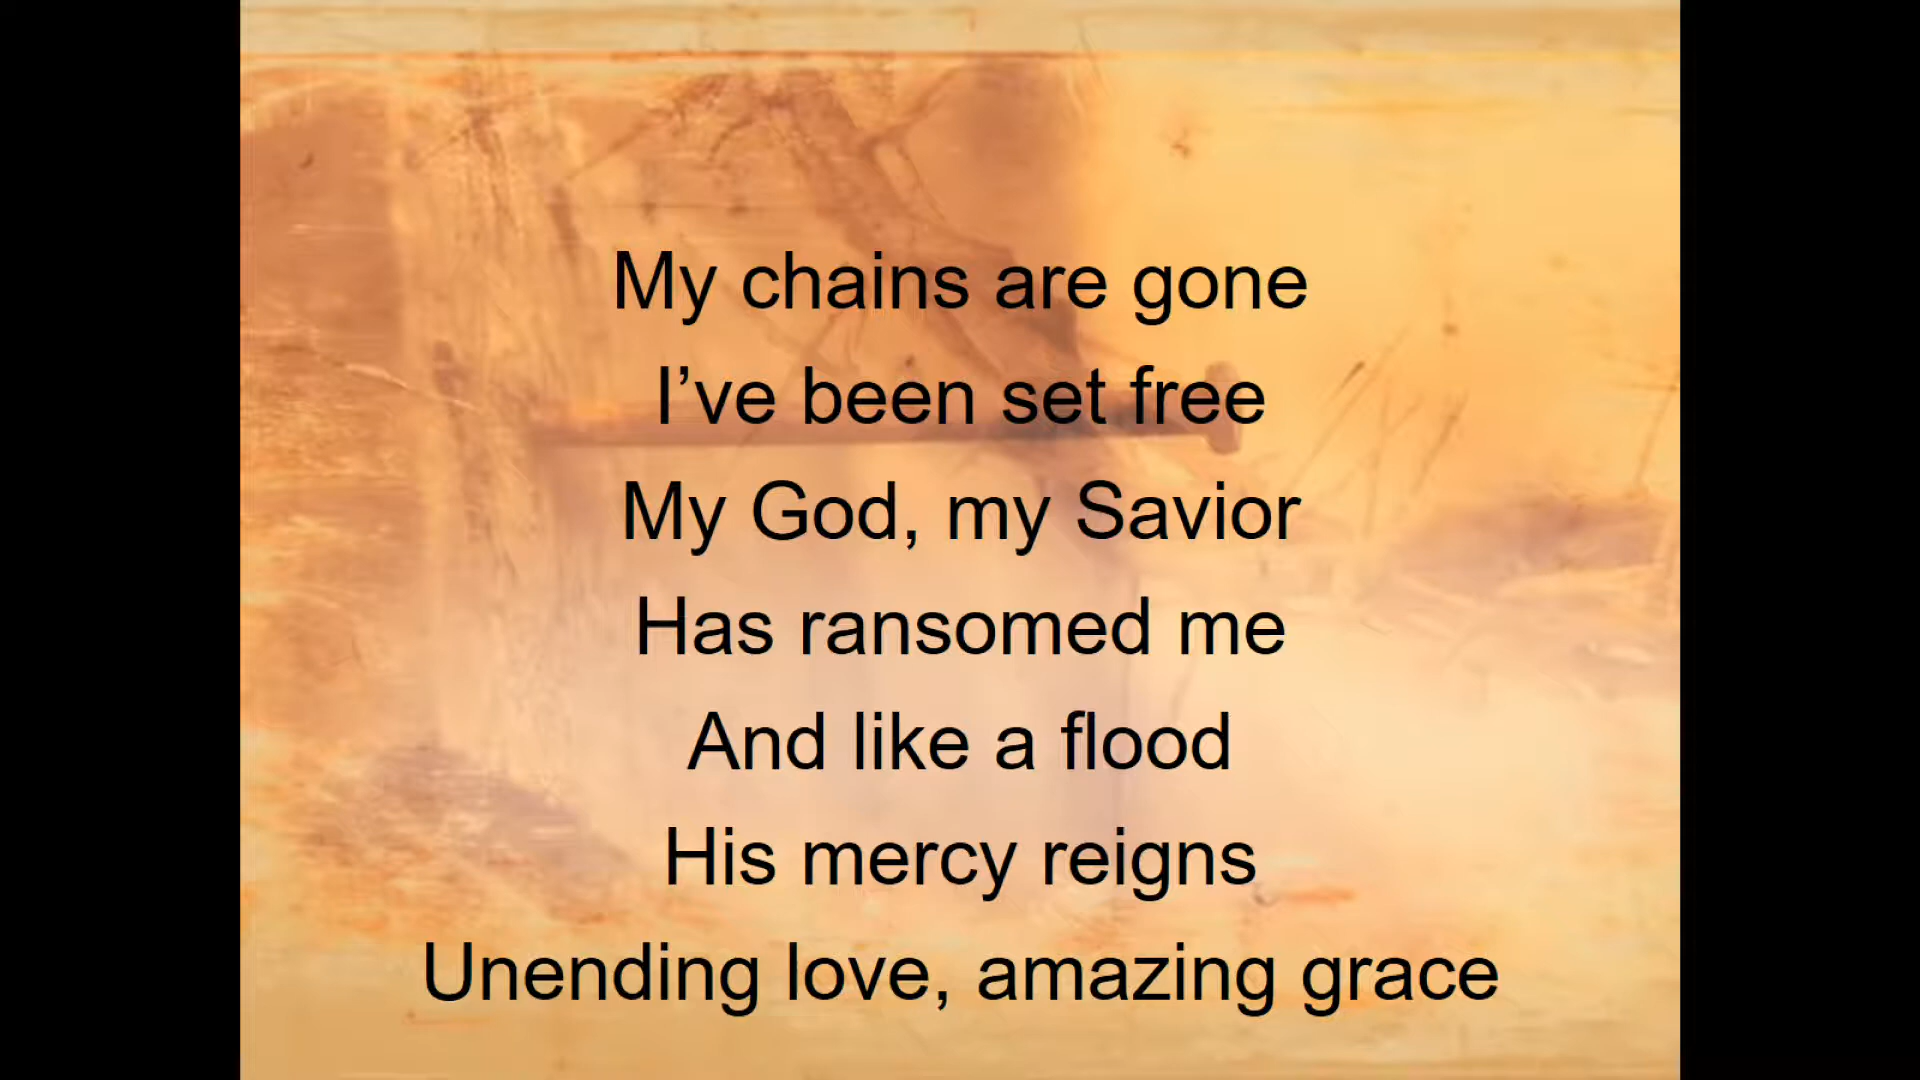 My chains are gone
I’ve been set free
My God, my Savior
Has ransomed me
And like a flood
His mercy reigns
Unending love, amazing grace